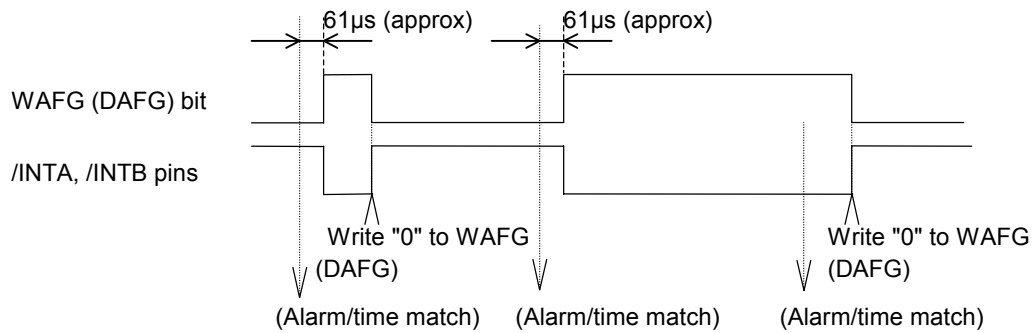 61µs (approx) 61µs (approx)
WAFG (DAFG) bit
/INTA, /INTB pins
Write "0" to WAFG Write "0" to WAFG
(DAFG) (DAFG)
(Alarm/time match) (Alarm/time match) (Alarm/time match)